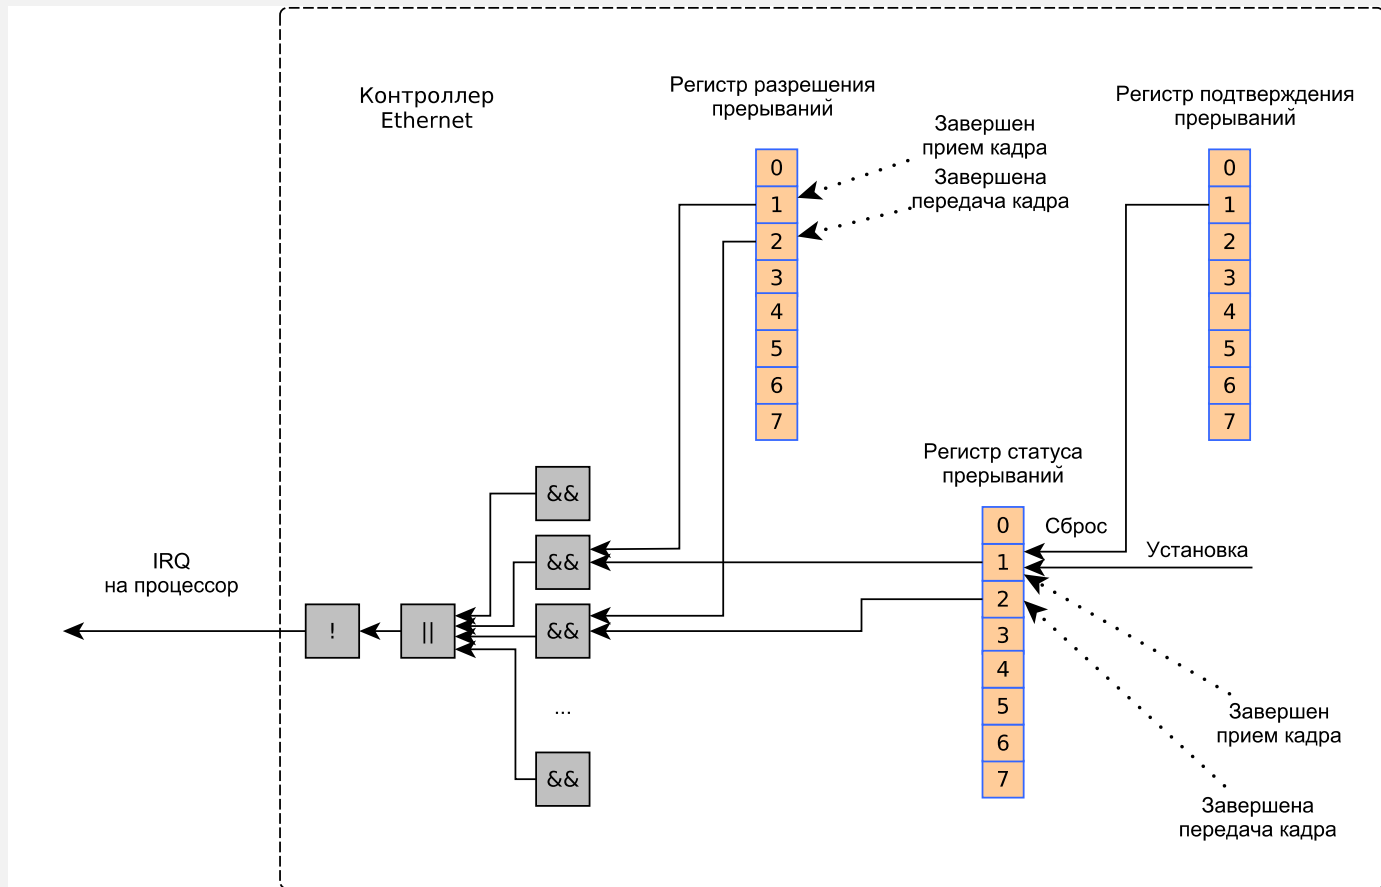 Контроллер
Ethernet
Регистр разрешения
прерываний
Завершен
прием кадра
Завершена
передача кадра
0
1
2
3
4
5
6
7
Регистр подтверждения
прерываний
0
1
2
3
4
5
6
7
Регистр статуса
прерываний
0
1
2
3
4
5
6
7
Сброс
Установка
Завершен
прием кадра
Завершена
передача кадра
&&
&&
&&
...
&&
||
!
IRQ
на процессор